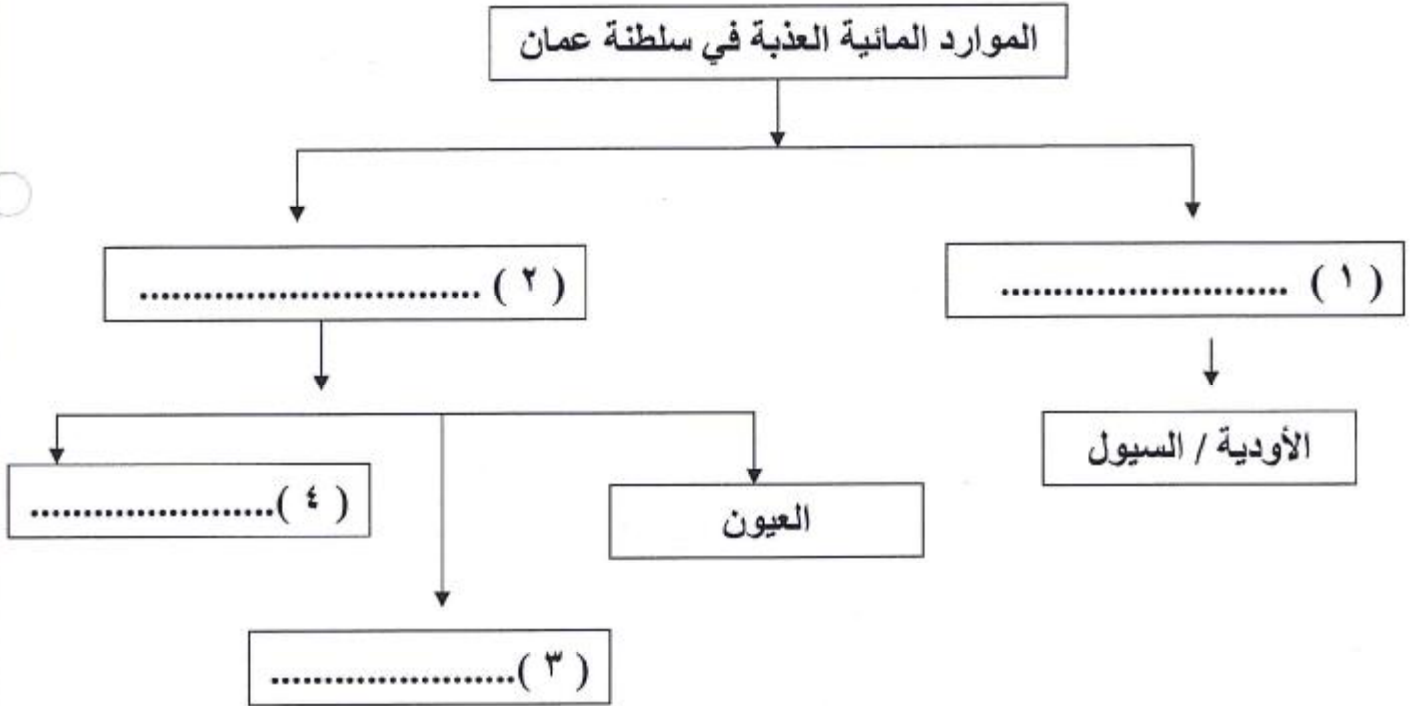 الموارد المائية العذبة في سلطنة عمان
( ١ ) ..............................
( ٢ ) ..............................
الأودية / السيول
العيون
( ٤ ).......................
( ٣ ).......................